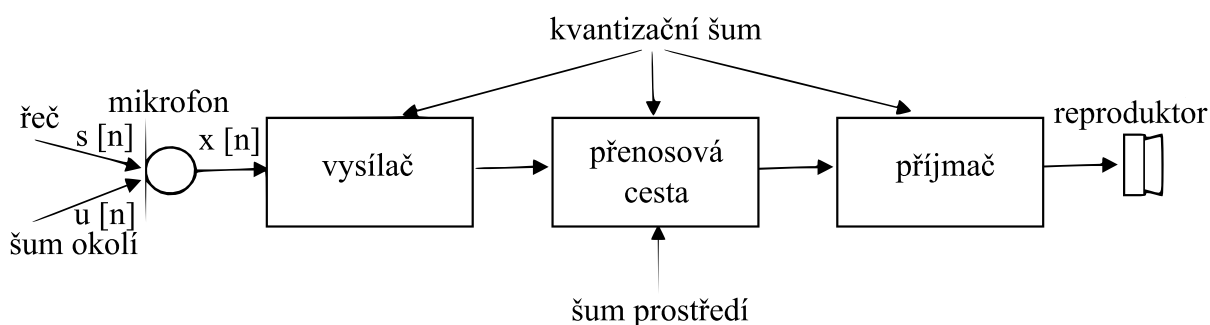 kvantizační šum
mikrofon
řeč
s [n]
x [n]
reproduktor
vysílač
přenosová
cesta
příjmač
u [n]
šum okolí
šum prostředí